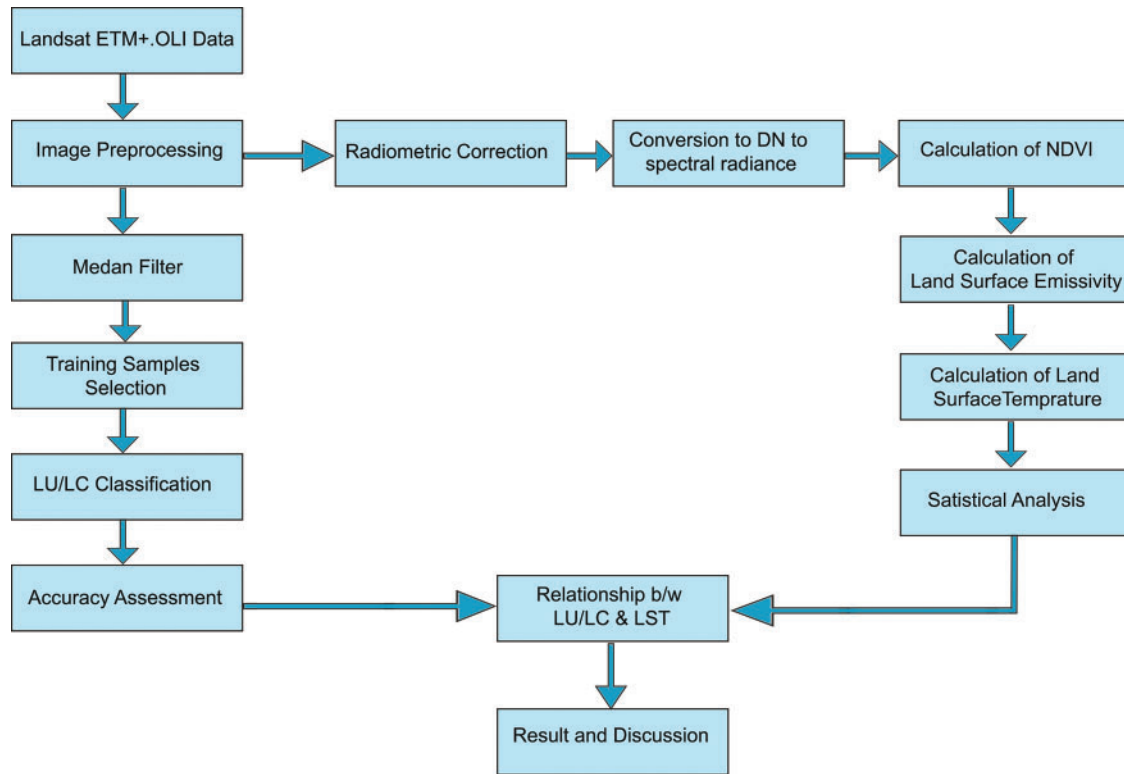 Landsat ETM+.OLI Data
Image Preprocessing
Radiometric Correction
Conversion to DN to
spectral radiance
Calculation of NDVI
Medan Filter
Calculation of
Land Surface Emissivity
Training Samples
Selection
Calculation of Land
SurfaceTemprature
LU/LC Classification
Satistical Analysis
Accuracy Assessment
Relationship b/w
LU/LC & LST
Result and Discussion